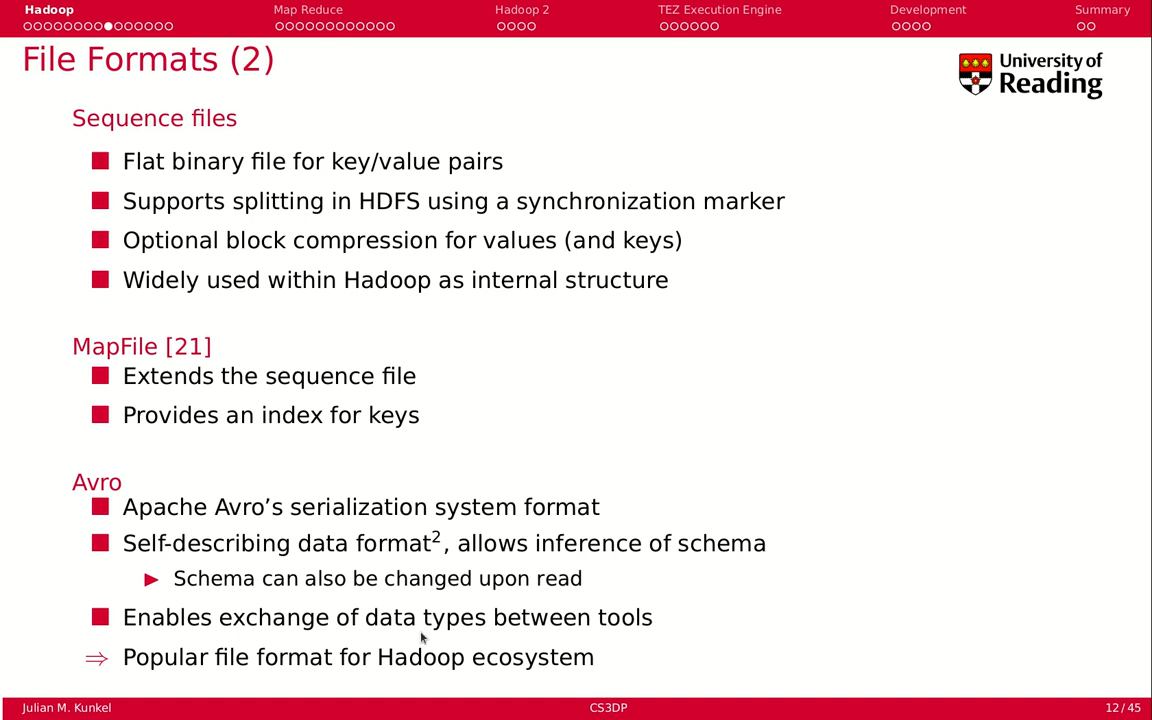 Hadoop Map Reduce Hadoop 2 TEZ Execution Engine Development Summary
File Formats (2)
University of
Reading
Sequence files
Flat binary file for key/value pairs
Supports splitting in HDFS using a synchronization marker
Optional block compression for values (and keys)
Widely used within Hadoop as internal structure
MapFile [21]
Extends the sequence file
Provides an index for keys
Avro
Apache Avro’s serialization system format
Self-describing data format², allows inference of schema
Schema can also be changed upon read
Enables exchange of data types between tools
⇒ Popular file format for Hadoop ecosystem
Julian M. Kunkel CS3DP 12/45